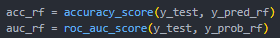 acc_rf = accuracy_score(y_test, y_pred_rf)
auc_rf = roc_auc_score(y_test, y_prob_rf)